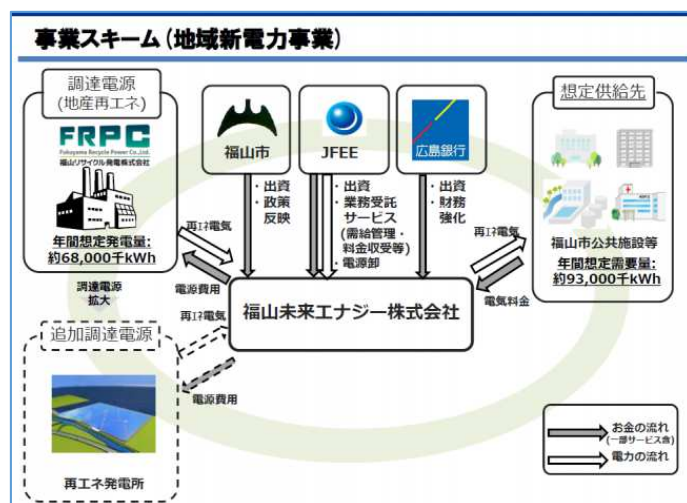 事業スキーム(地域新電力事業)
調達電源
(地産再エネ)
FRPC
Fukuyama Recycle Power Co.,Ltd.
福山リサイクル発電株式会社
年間想定発電量:
約68,000千kWh
調達電源
拡大
追加調達電源
再エネ発電所
福山市
・出資
・政策
反映
JFEE
・出資
・業務受託
サービス
(需給管理・
料金収受等)
・電源卸
広島銀行
・出資
・財務
強化
再エネ電気
電源費用
再エネ電気
電源費用
福山未来エナジー株式会社
再エネ電気
電気料金
想定供給先
福山市公共施設等
年間想定需要量:
約93,000千kWh
お金の流れ
(一部サービス含)
電力の流れ